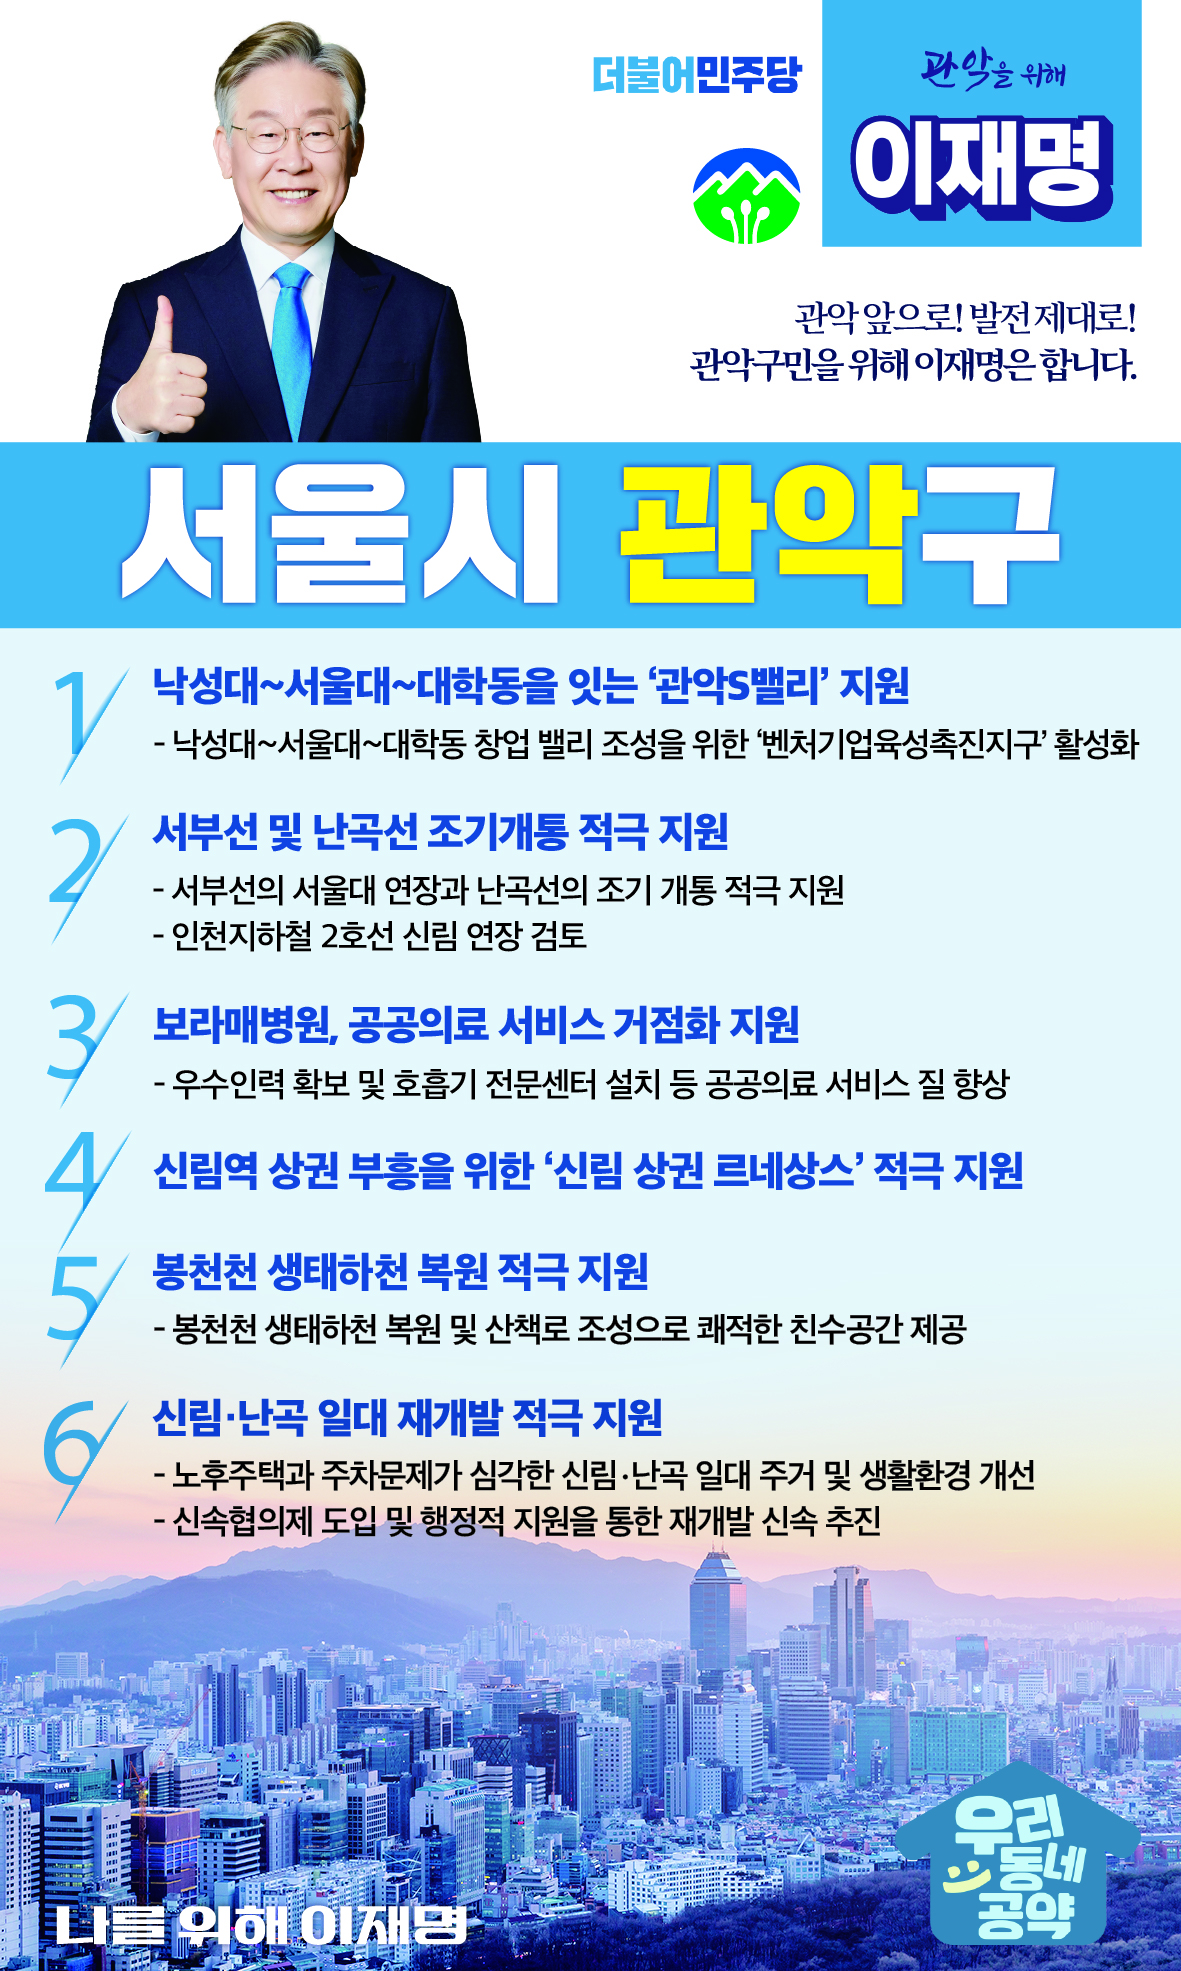 더불어민주당
관악을 위해
이재명
관악 앞으로! 발전 제대로!
관악구민을 위해 이재명은 합니다.
서울시 관악구
1 낙성대~서울대~대학동을 잇는 ‘관악S밸리’ 지원
- 낙성대~서울대~대학동 창업 밸리 조성을 위한 ‘벤처기업육성촉진지구’ 활성화
2 서부선 및 난곡선 조기개통 적극 지원
- 서부선의 서울대 연장과 난곡선의 조기 개통 적극 지원
- 인천지하철 2호선 신림 연장 검토
3 보라매병원, 공공의료 서비스 거점화 지원
- 우수인력 확보 및 호흡기 전문센터 설치 등 공공의료 서비스 질 향상
4 신림역 상권 부흥을 위한 ‘신림 상권 르네상스’ 적극 지원
5 봉천천 생태하천 복원 적극 지원
- 봉천천 생태하천 복원 및 산책로 조성으로 쾌적한 친수공간 제공
6 신림·난곡 일대 재개발 적극 지원
- 노후주택과 주차문제가 심각한 신림·난곡 일대 주거 및 생활환경 개선
- 신속협의제 도입 및 행정적 지원을 통한 재개발 신속 추진
우리
동네
공약
나를 위해 이재명